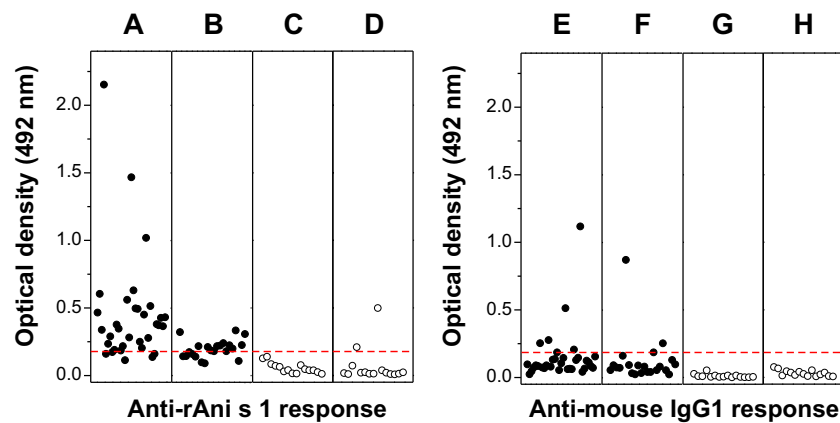 A B C D
E F G H
Optical density (492 nm)
2.0
1.5
1.0
0.5
0.0
Anti-rAni s 1 response
Optical density (492 nm)
2.0
1.5
1.0
0.5
0.0
Anti-mouse IgG1 response